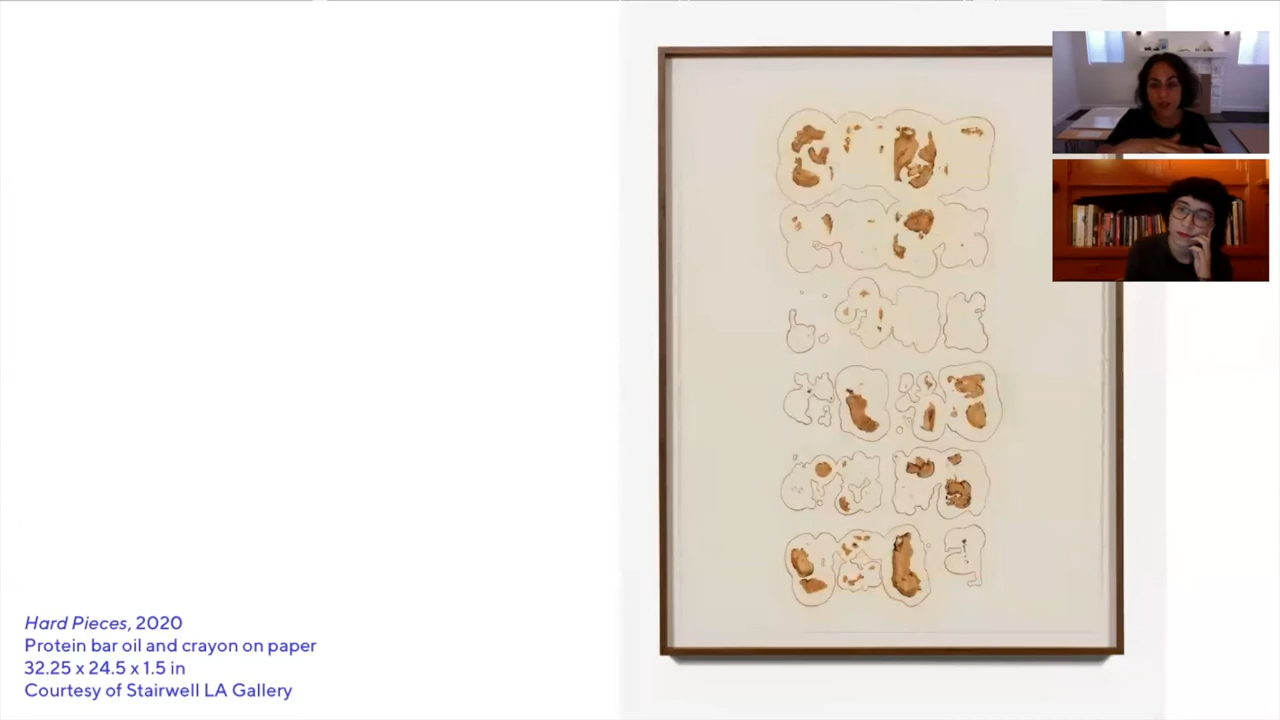 Hard Pieces, 2020
Protein bar oil and crayon on paper
32.25 x 24.5 x 1.5 in
Courtesy of Stairwell LA Gallery